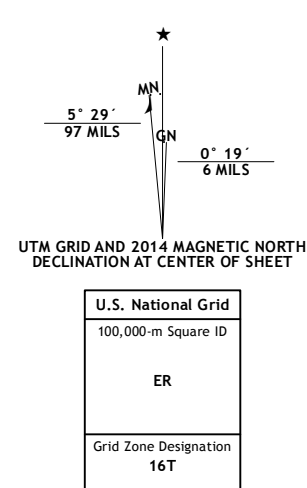 ★
MN
5° 29´
97 MILS
GN
0° 19´
6 MILS
UTM GRID AND 2014 MAGNETIC NORTH
DECLINATION AT CENTER OF SHEET
U.S. National Grid
100,000-m Square ID
ER
Grid Zone Designation
16T